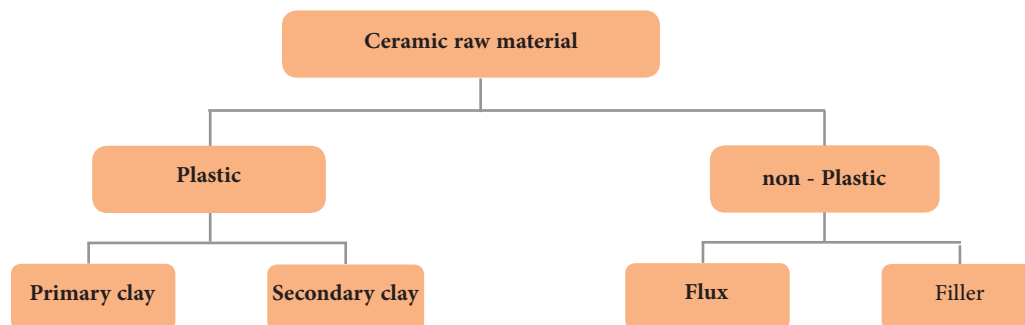 Ceramic raw material
Plastic
non - Plastic
Primary clay
Secondary clay
Flux
Filler